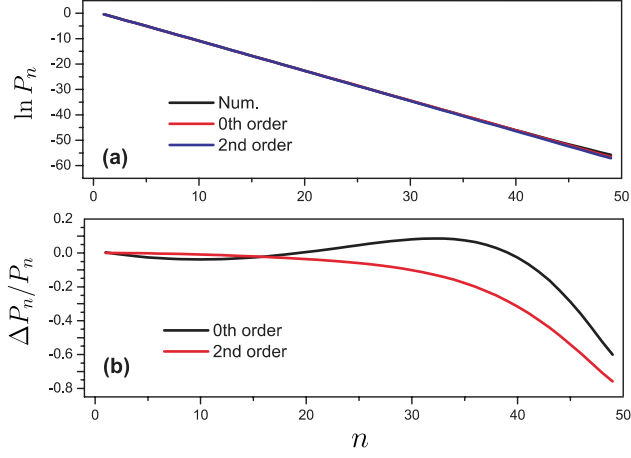 0
-10
-20
-30
-40
-50
-60
ln P_n
Num.
0th order
2nd order
(a)
0 10 20 30 40 50
0.2
0.0
-0.2
-0.4
-0.6
-0.8
ΔP_n/P_n
0th order
2nd order
(b)
0 10 20 30 40 50
n